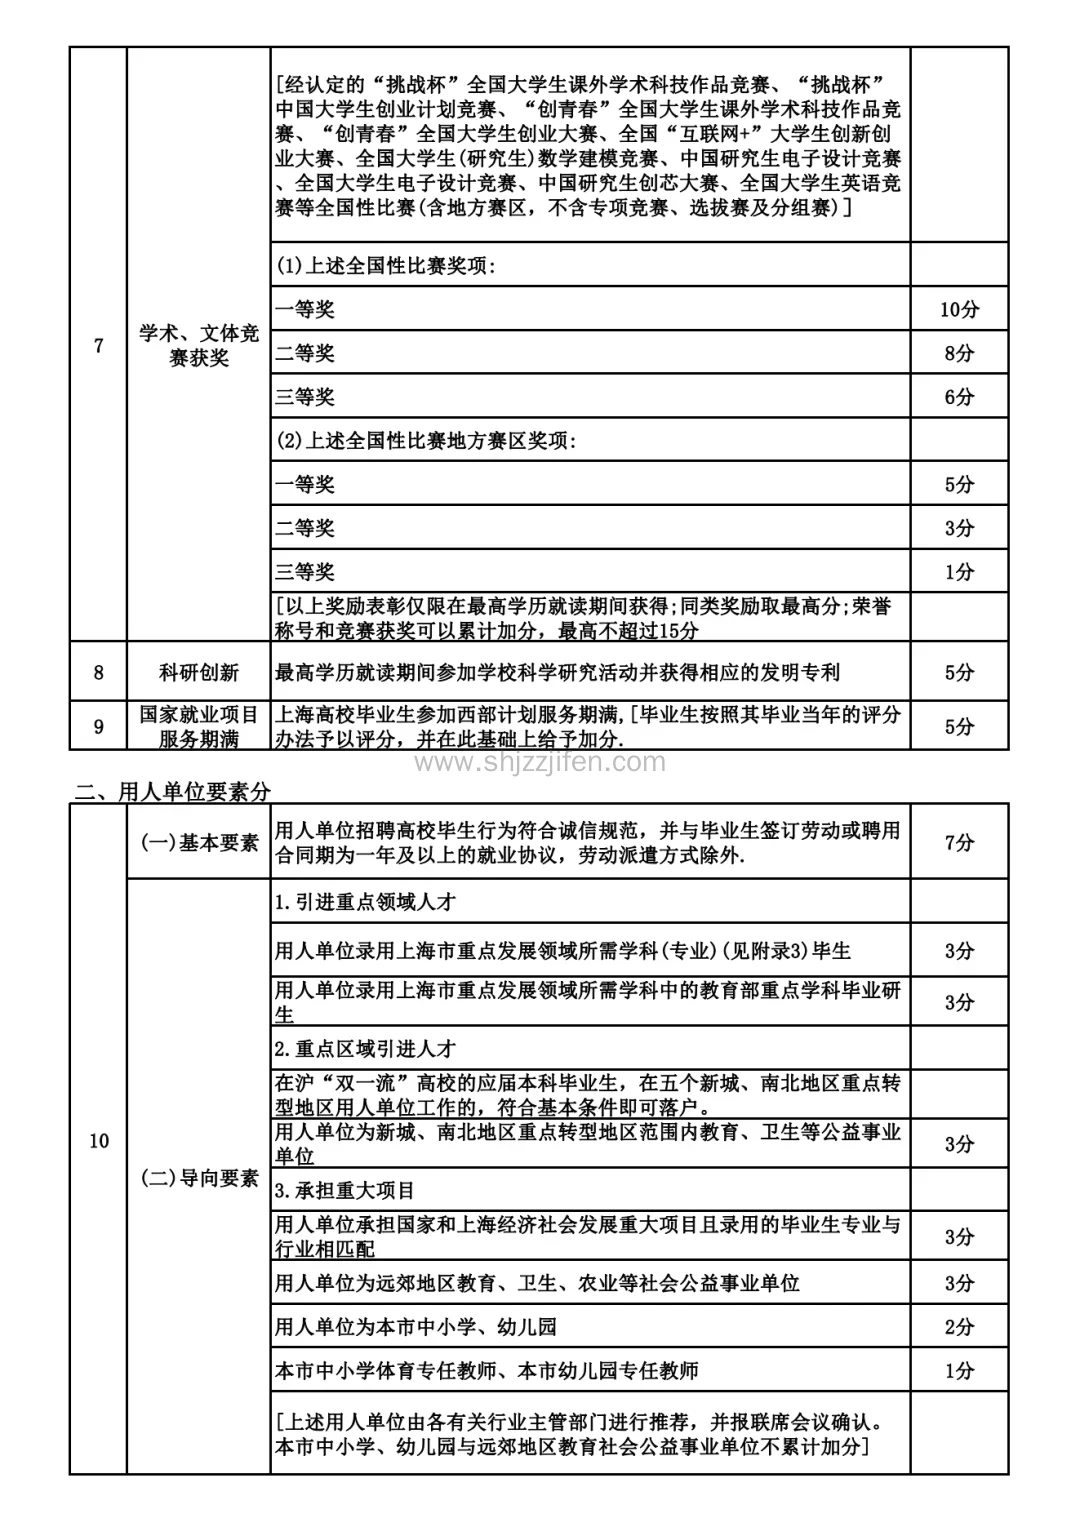 [经认定的“挑战杯”全国大学生课外学术科技作品竞赛、“挑战杯”
中国大学生创业计划竞赛、“创青春”全国大学生课外学术科技作品竞
赛、“创青春”全国大学生创业大赛、全国“互联网+”大学生创新创
业大赛、全国大学生(研究生)数学建模竞赛、中国研究生电子设计竞赛
、全国大学生电子设计竞赛、中国研究生创芯大赛、全国大学生英语竞
赛等全国性比赛(含地方赛区，不含专项竞赛、选拔赛及分组赛)]
7
学术、文体竞
赛获奖
(1)上述全国性比赛奖项:
一等奖 10分
二等奖 8分
三等奖 6分
(2)上述全国性比赛地方赛区奖项:
一等奖 5分
二等奖 3分
三等奖 1分
[以上奖励表彰仅限在最高学历就读期间获得;同类奖励取最高分;荣誉
称号和竞赛获奖可以累计加分，最高不超过15分
8 科研创新 最高学历就读期间参加学校科学研究活动并获得相应的发明专利 5分
9
国家就业项目
服务期满
上海高校毕业生参加西部计划服务期满,[毕业生按照其毕业当年的评分
办法予以评分，并在此基础上给予加分.
5分
www.shjzzjifen.com
二、用人单位要素分
10
(一)基本要素
用人单位招聘高校毕生行为符合诚信规范，并与毕业生签订劳动或聘用
合同期为一年及以上的就业协议，劳动派遣方式除外.
7分
(二)导向要素
1.引进重点领域人才
用人单位录用上海市重点发展领域所需学科(专业)(见附录3)毕生 3分
用人单位录用上海市重点发展领域所需学科中的教育部重点学科毕业研
生
3分
2.重点区域引进人才
在沪“双一流”高校的应届本科毕业生，在五个新城、南北地区重点转
型地区用人单位工作的，符合基本条件即可落户。
用人单位为新城、南北地区重点转型地区范围内教育、卫生等公益事业
单位
3分
3.承担重大项目
用人单位承担国家和上海经济社会发展重大项目且录用的毕业生专业与
行业相匹配
3分
用人单位为远郊地区教育、卫生、农业等社会公益事业单位 3分
用人单位为本市中小学、幼儿园 2分
本市中小学体育专任教师、本市幼儿园专任教师 1分
[上述用人单位由各有关行业主管部门进行推荐，并报联席会议确认。
本市中小学、幼儿园与远郊地区教育社会公益事业单位不累计加分]